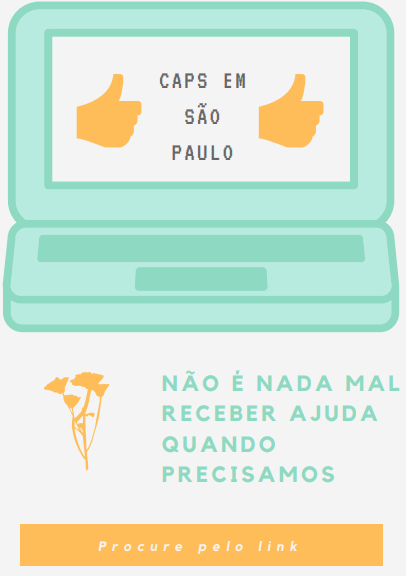 CAPS EM
SÃO
PAULO
NÃO É NADA MAL
RECEBER AJUDA
QUANDO
PRECISAMOS
Procure pelo link